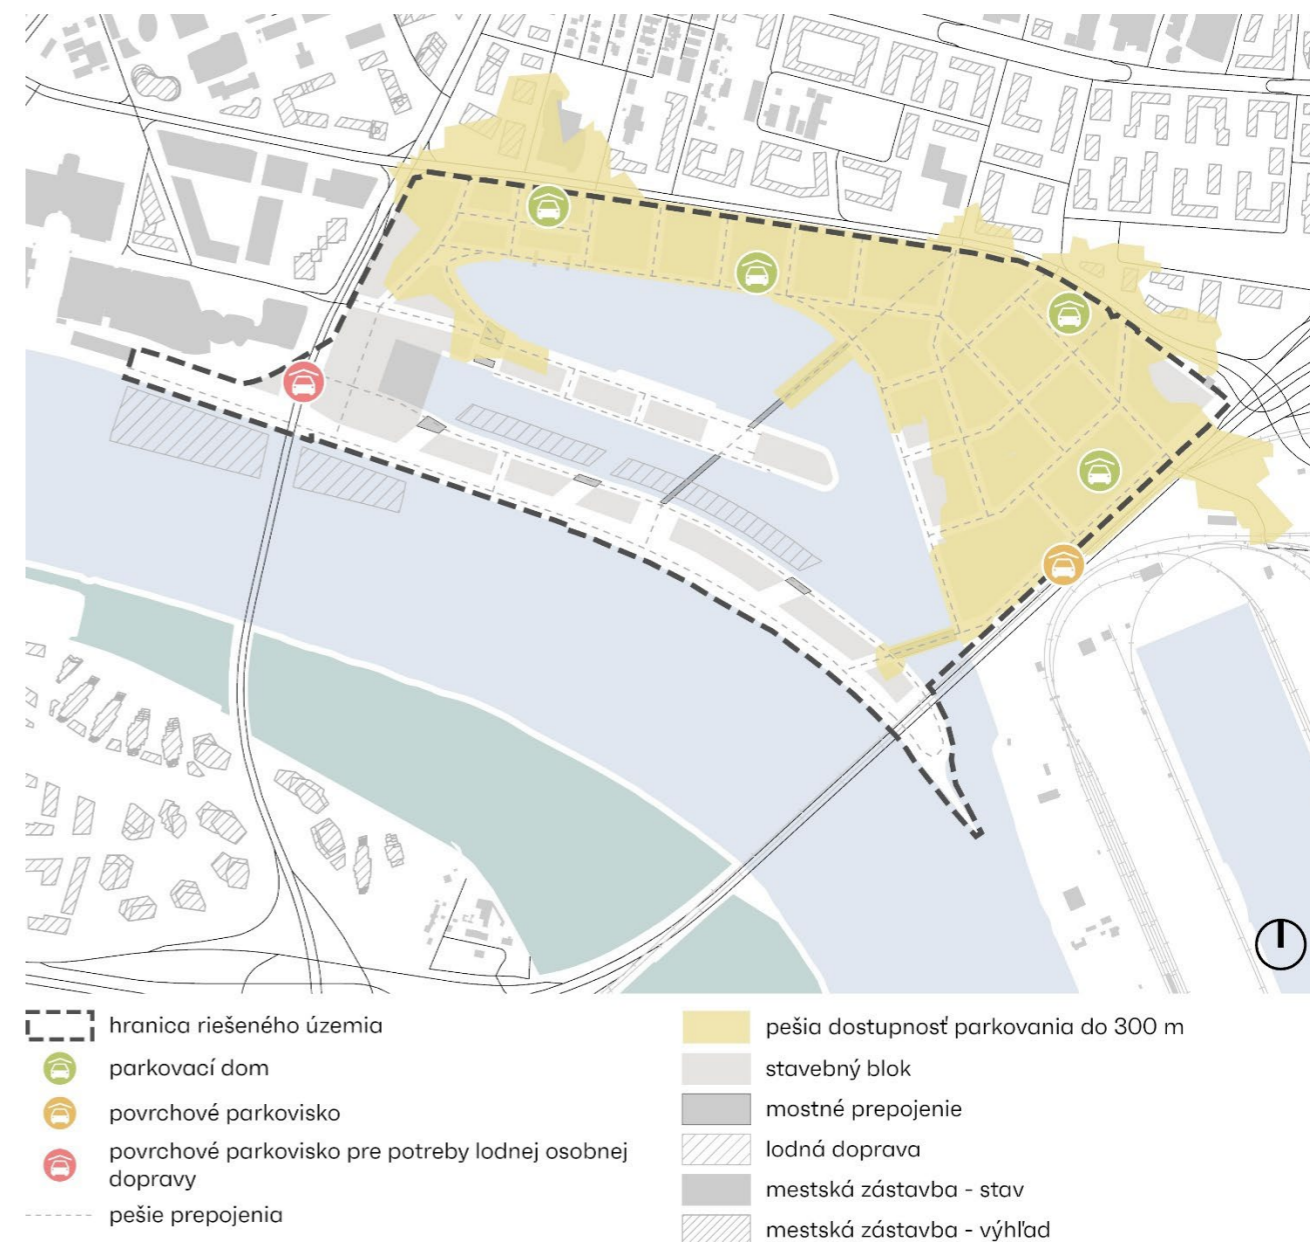 hranica riešeného územia
parkovací dom
povrchové parkovisko
povrchové parkovisko pre potreby lodnej osobnej
dopravy
pešie prepojenia
pešia dostupnosť parkovania do 300 m
stavebný blok
mostné prepojenie
lodná doprava
mestská zástavba - stav
mestská zástavba - výhľad